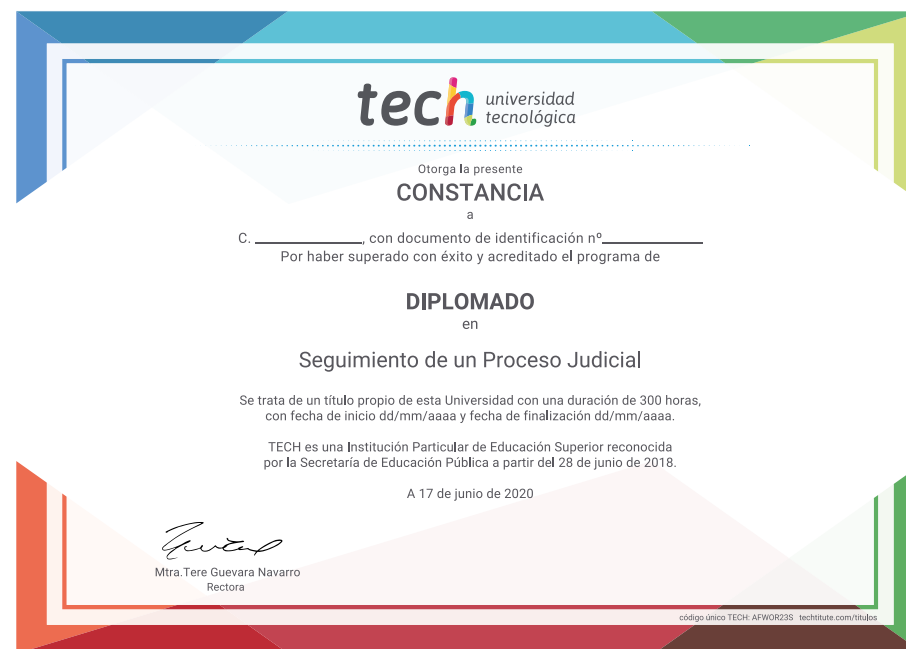 tech universidad
tecnológica
Otorga la presente
CONSTANCIA
a
C. ____________, con documento de identificación nº____________
Por haber superado con éxito y acreditado el programa de
DIPLOMADO
en
Seguimiento de un Proceso Judicial
Se trata de un título propio de esta Universidad con una duración de 300 horas,
con fecha de inicio dd/mm/aaaa y fecha de finalización dd/mm/aaaa.
TECH es una Institución Particular de Educación Superior reconocida
por la Secretaría de Educación Pública a partir del 28 de junio de 2018.
A 17 de junio de 2020
Mtra.Tere Guevara Navarro
Rectora
código único TECH: AFWOR23S techtitute.com/titulos